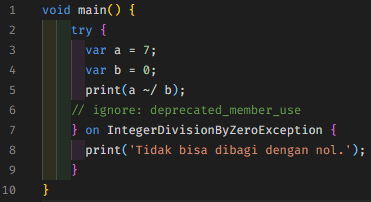 1 void main() {
2 try {
3 var a = 7;
4 var b = 0;
5 print(a ~/ b);
6 // ignore: deprecated_member_use
7 } on IntegerDivisionByZeroException {
8 print('Tidak bisa dibagi dengan nol.');
9 }
10 }